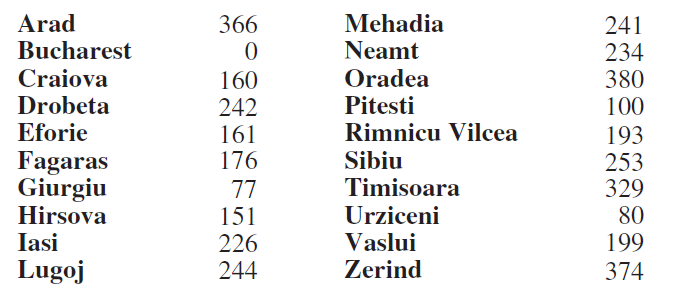 Arad 366 Mehadia 241
Bucharest 0 Neamt 234
Craiova 160 Oradea 380
Drobeta 242 Pitesti 100
Eforie 161 Rimnicu Vilcea 193
Fagaras 176 Sibiu 253
Giurgiu 77 Timisoara 329
Hirsova 151 Urziceni 80
Iasi 226 Vaslui 199
Lugoj 244 Zerind 374